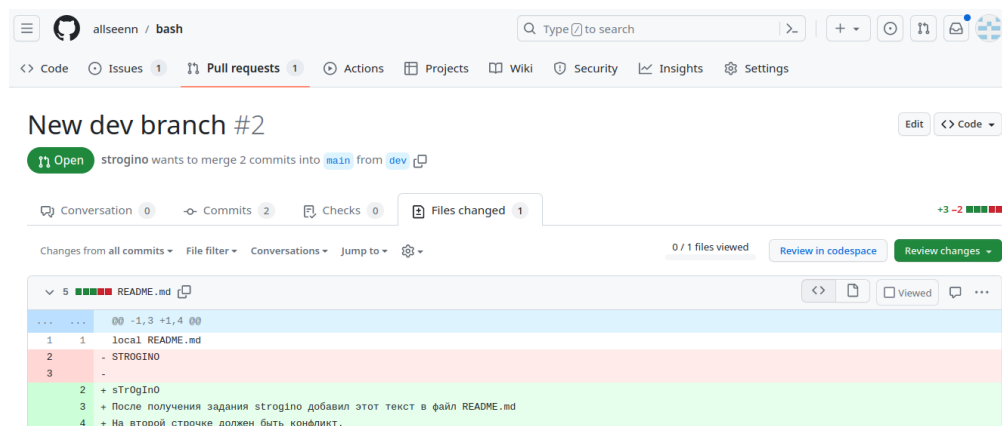 allseenn / bash
Type / to search
Code Issues 1 Pull requests 1 Actions Projects Wiki Security Insights Settings
New dev branch #2
Edit <> Code
Open strogino wants to merge 2 commits into main from dev
Conversation 0 Commits 2 Checks 0 Files changed 1
+3 −2
Changes from all commits File filter Conversations Jump to
0 / 1 files viewed Review in codespace Review changes
5 README.md <> Viewed
... ... @@ -1,3 +1,4 @@
1 1 local README.md
2 - STROGINO
3 -
2 + sTrOgInO
3 + После получения задания strogino добавил этот текст в файл README.md
4 + На второй строчке должен быть конфликт.